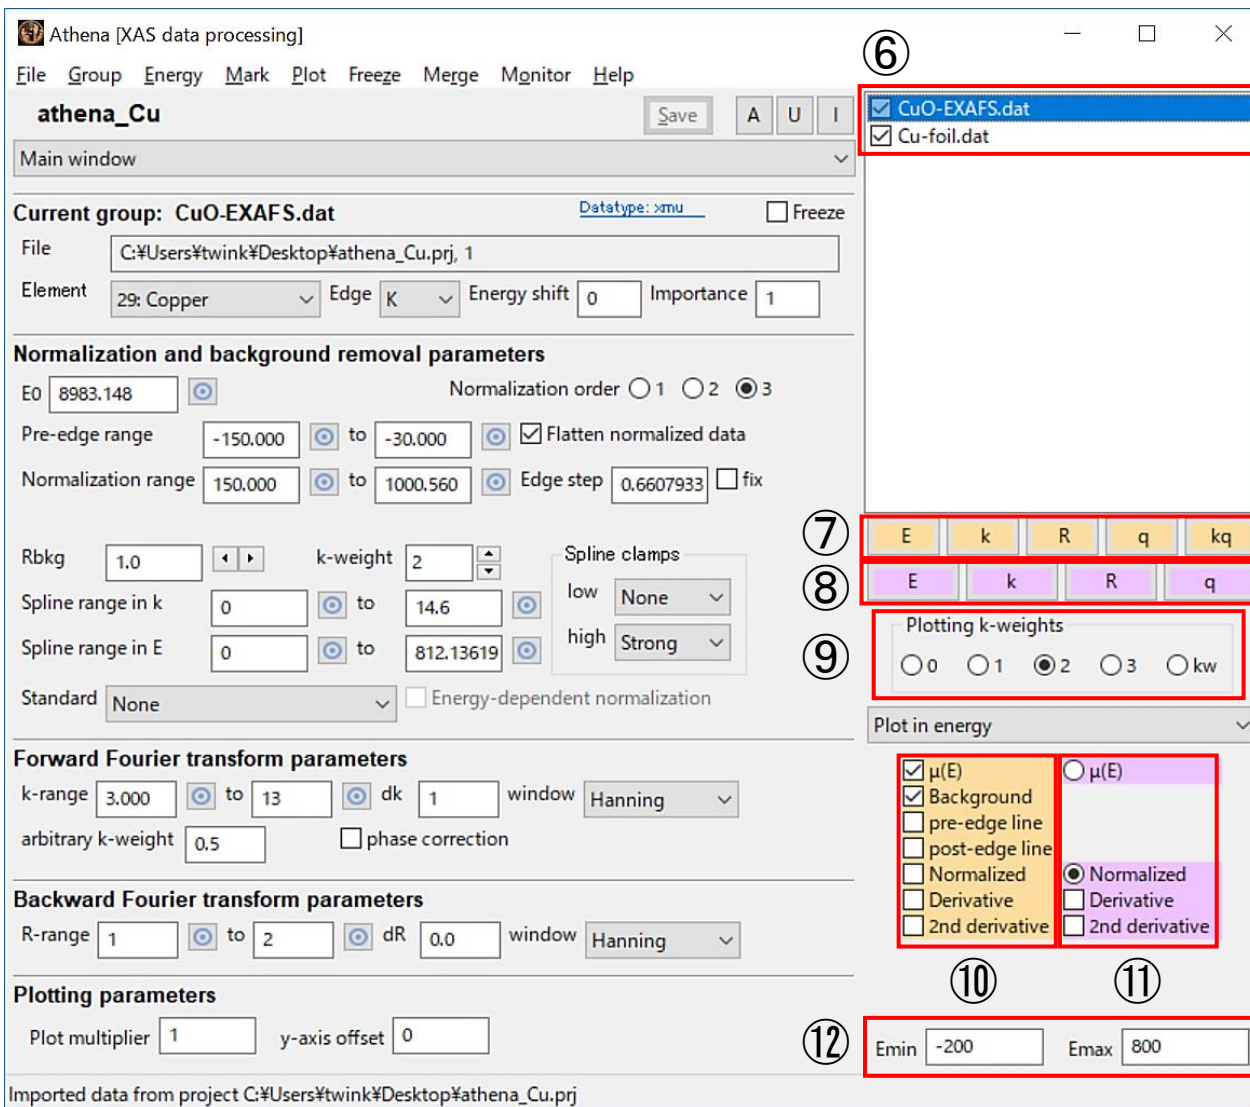 Athena [XAS data processing]
⑥
File Group Energy Mark Plot Freeze Merge Monitor Help
athena_Cu Save A U I
CuO-EXAFS.dat
Cu-foil.dat
Main window
Current group: CuO-EXAFS.dat Datatype: xmu Freeze
File C:¥Users¥twink¥Desktop¥athena_Cu.prj, 1
Element 29: Copper Edge K Energy shift 0 Importance 1
Normalization and background removal parameters
E0 8983.148 Normalization order 1 2 3
Pre-edge range -150.000 to -30.000 Flatten normalized data
Normalization range 150.000 to 1000.560 Edge step 0.6607933 fix
Rbkg 1.0 k-weight 2 Spline clamps
low None
Spline range in k 0 to 14.6
high Strong
Spline range in E 0 to 812.13619
Standard None Energy-dependent normalization
Forward Fourier transform parameters
k-range 3.000 to 13 dk 1 window Hanning
arbitrary k-weight 0.5 phase correction
Backward Fourier transform parameters
R-range 1 to 2 dR 0.0 window Hanning
Plotting parameters
Plot multiplier 1 y-axis offset 0
⑦ E k R q kq
⑧ E k R q
⑨ Plotting k-weights
0 1 2 3 kw
Plot in energy
μ(E) μ(E)
Background
pre-edge line
post-edge line
Normalized Normalized
Derivative Derivative
2nd derivative 2nd derivative
⑩ ⑪
⑫ Emin -200 Emax 800
Imported data from project C:¥Users¥twink¥Desktop¥athena_Cu.prj